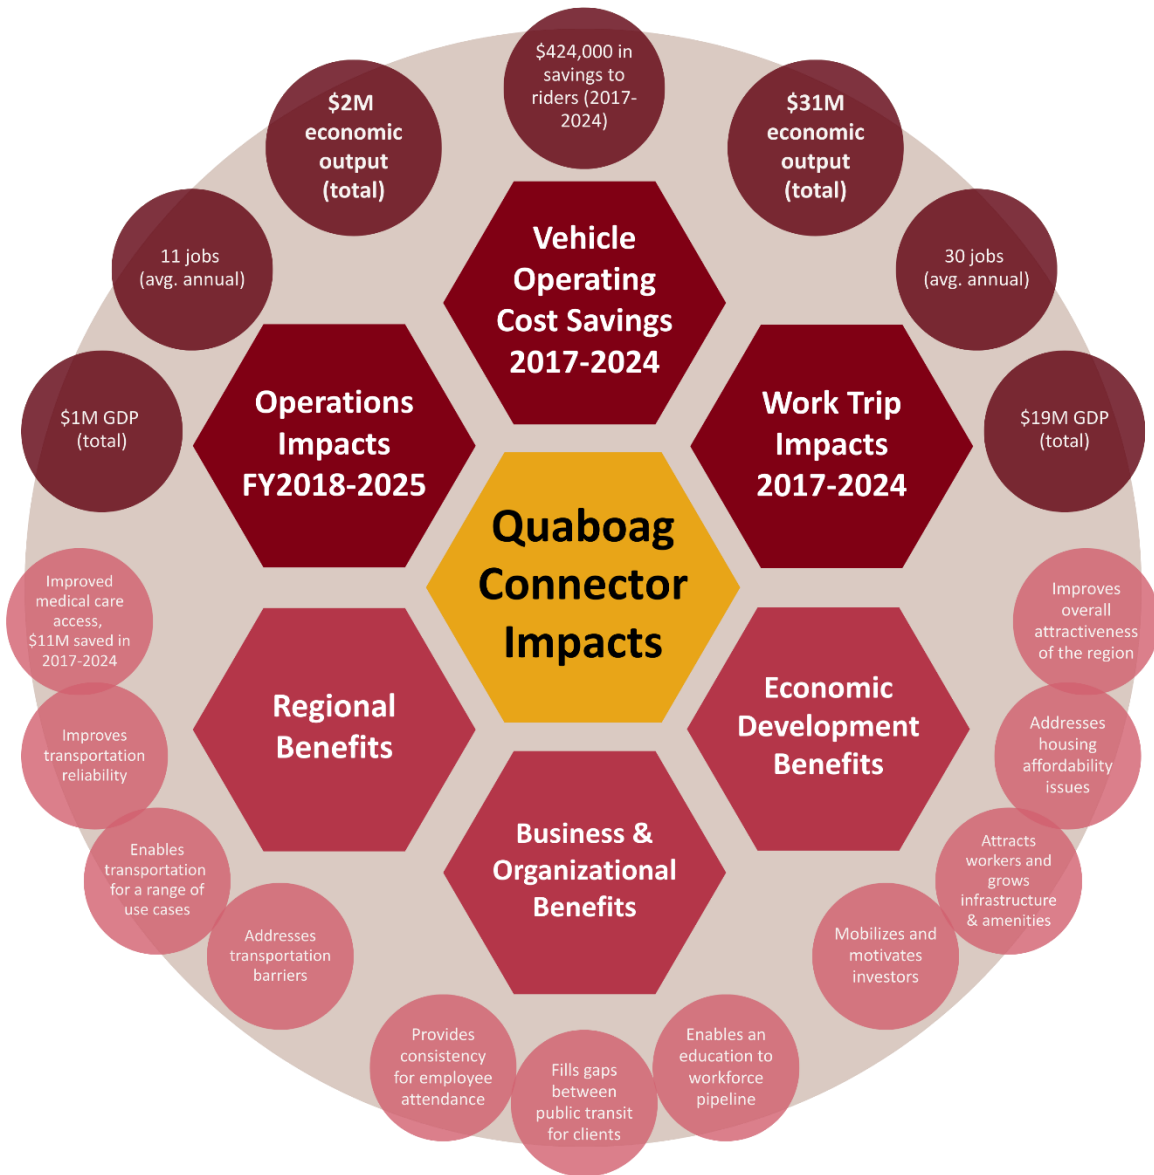 $424,000 in
savings to
riders (2017-
2024)
$2M
economic
output
(total)
$31M
economic
output
(total)
11 jobs
(avg. annual)
30 jobs
(avg. annual)
$1M GDP
(total)
$19M GDP
(total)
Vehicle
Operating
Cost Savings
2017-2024
Operations
Impacts
FY2018-2025
Work Trip
Impacts
2017-2024
Quaboag
Connector
Impacts
Regional
Benefits
Economic
Development
Benefits
Business &
Organizational
Benefits
Improved
medical care
access,
$11M saved in
2017-2024
Improves
transportation
reliability
Enables
transportation
for a range of
use cases
Addresses
transportation
barriers
Provides
consistency
for employee
attendance
Fills gaps
between
public transit
for clients
Enables an
education to
workforce
pipeline
Mobilizes and
motivates
investors
Attracts
workers and
grows
infrastructure
& amenities
Addresses
housing
affordability
issues
Improves
overall
attractiveness
of the region